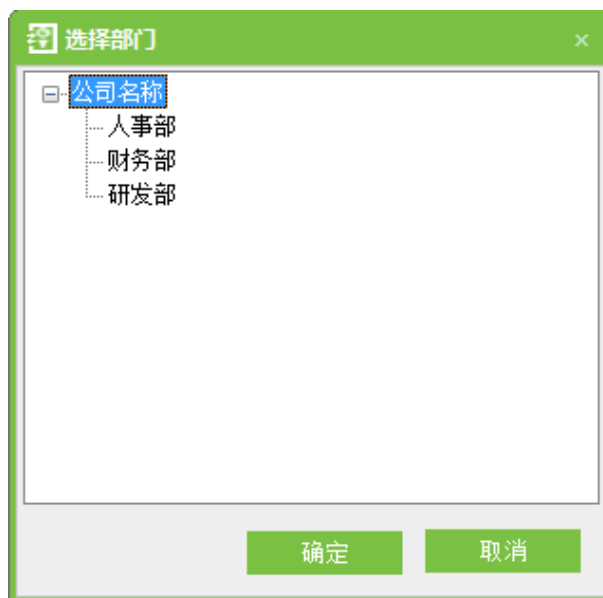 选择部门
公司名称
人事部
财务部
研发部
确定
取消